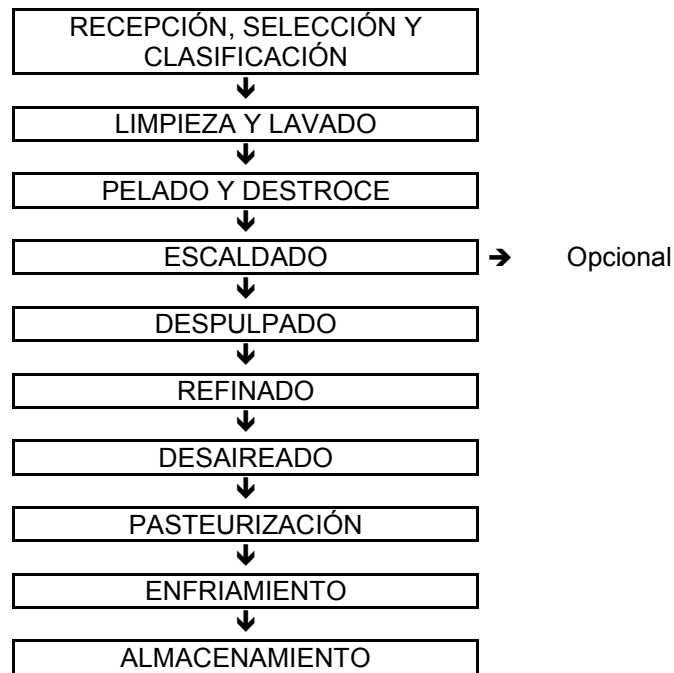 RECEPCIÓN, SELECCIÓN Y
CLASIFICACIÓN
LIMPIEZA Y LAVADO
PELADO Y DESTROCE
ESCALDADO → Opcional
DESPULPADO
REFINADO
DESAIREADO
PASTEURIZACIÓN
ENFRIAMIENTO
ALMACENAMIENTO